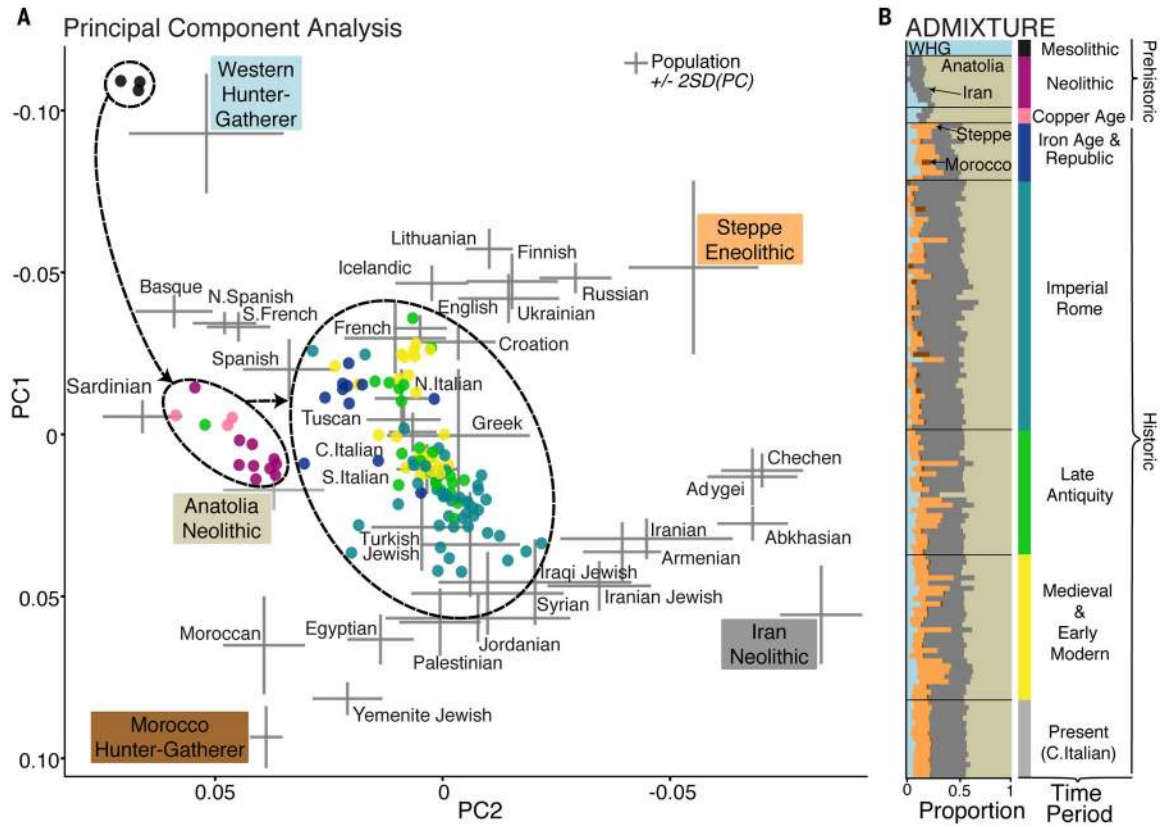 A
Principal Component Analysis
Western
Hunter-
Gatherer
Population
+/- 2SD(PC)
-0.10
-0.05
0
0.05
0.10
PC1
Lithuanian
Finnish
Icelandic
Russian
English
Ukrainian
Steppe
Eneolithic
Basque
N.Spanish
S.French
French
Croation
Spanish
Sardinian
N.Italian
Tuscan
Greek
C.Italian
S.Italian
Chechen
Adygei
Anatolia
Neolithic
Turkish
Jewish
Iranian
Abkhasian
Armenian
Iraqi Jewish
Iranian Jewish
Syrian
Iran
Neolithic
Moroccan
Egyptian
Jordanian
Palestinian
Yemenite Jewish
Morocco
Hunter-Gatherer
0.05
0
-0.05
PC2
B
ADMIXTURE
WHG
Anatolia
Iran
Steppe
Morocco
Mesolithic
Neolithic
Copper Age
Iron Age &
Republic
Imperial
Rome
Late
Antiquity
Medieval
&
Early
Modern
Present
(C.Italian)
Prehistoric
Historic
0
0.5
1
Proportion
Time
Period